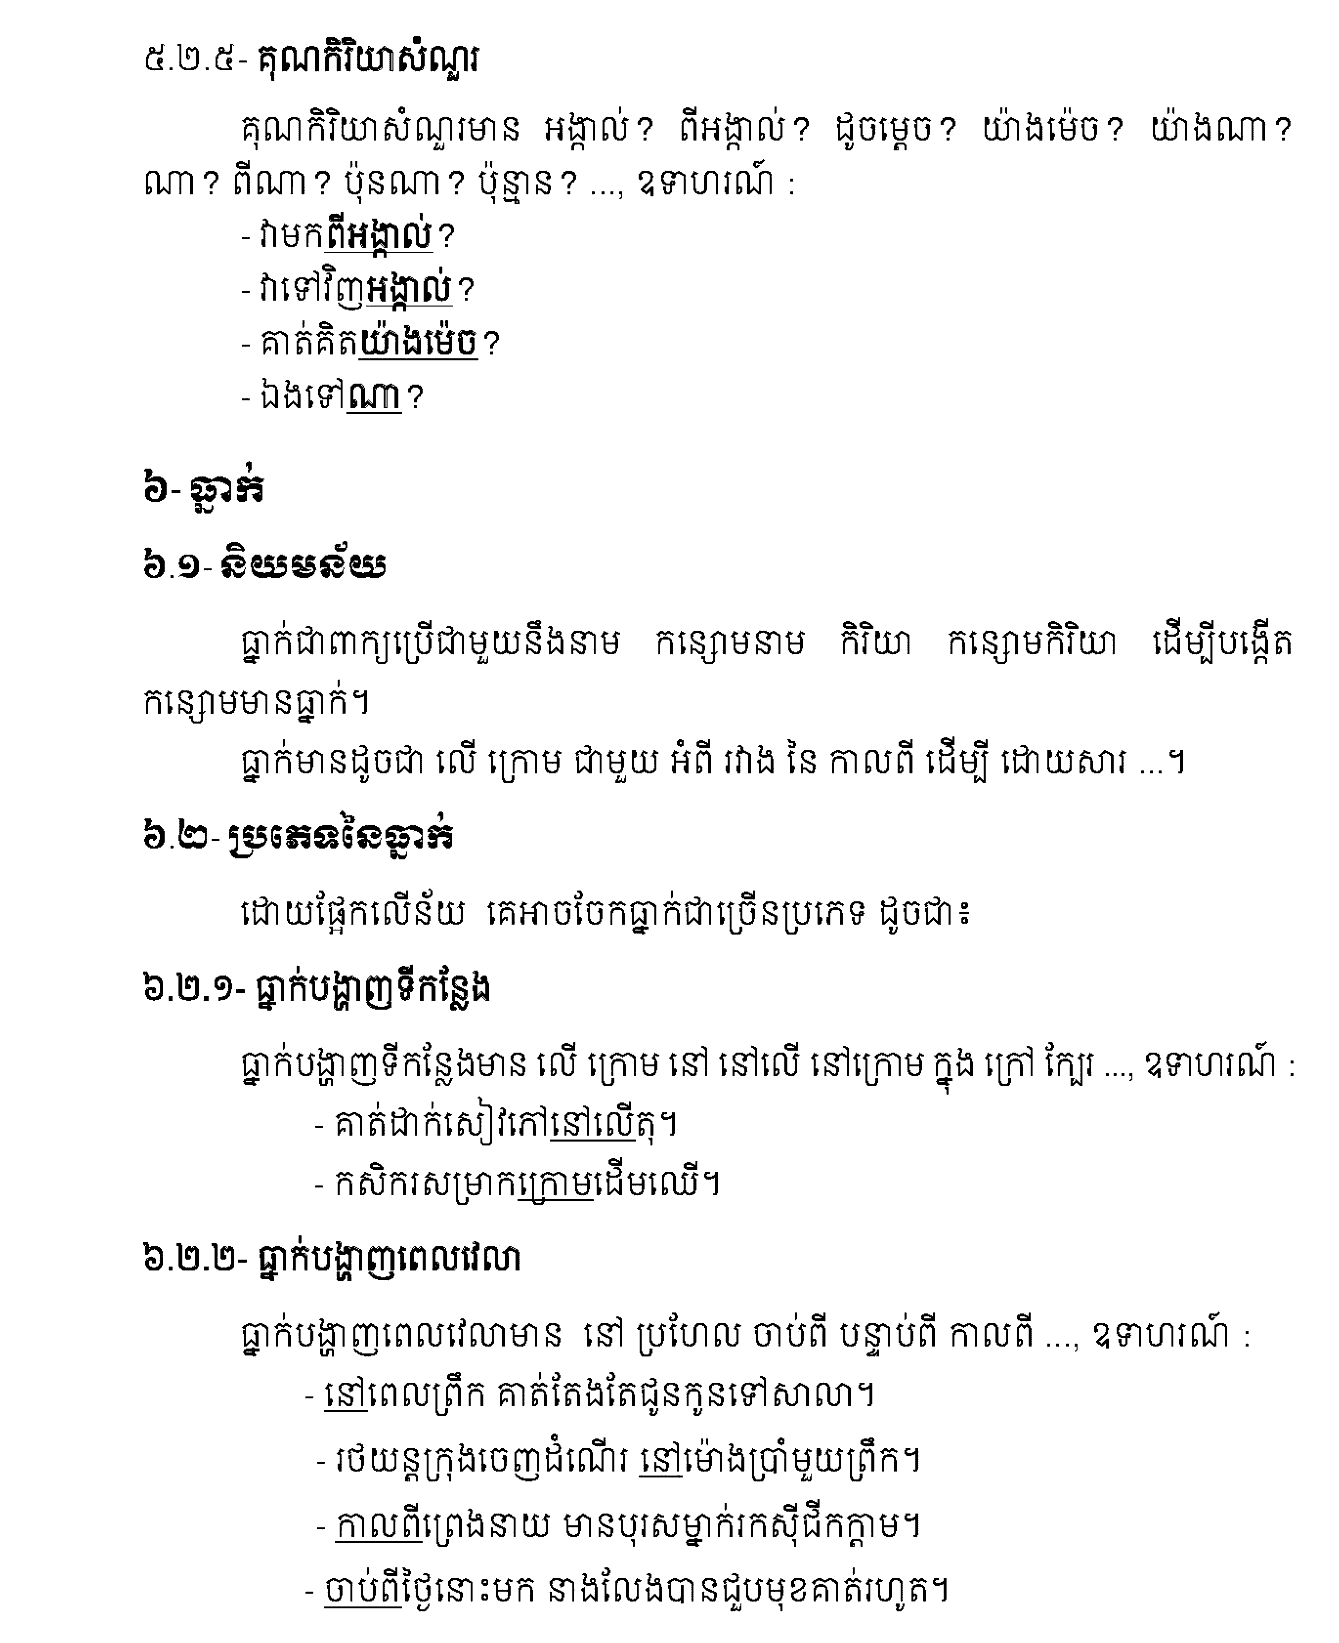 ៥.២.៥- គុណកិរិយាសំណួរ
គុណកិរិយាសំណួរមាន អង្កាល់? ពីអង្កាល់? ដូចម្ដេច? យ៉ាងម៉េច? យ៉ាងណា?
ណា? ពីណា? ប៉ុនណា? ប៉ុន្មាន? ..., ឧទាហរណ៍ :
- វាមកពីអង្កាល់?
- វាទៅវិញអង្កាល់?
- គាត់គិតយ៉ាងម៉េច?
- ឯងទៅណា?
៦- ធ្នាក់
៦.១- និយមន័យ
ធ្នាក់ជាពាក្យប្រើជាមួយនឹងនាម កន្សោមនាម កិរិយា កន្សោមកិរិយា ដើម្បីបង្កើត
កន្សោមមានធ្នាក់។
ធ្នាក់មានដូចជា លើ ក្រោម ជាមួយ អំពី រវាង នៃ កាលពី ដើម្បី ដោយសារ ...។
៦.២- ប្រភេទនៃធ្នាក់
ដោយផ្អែកលើន័យ គេអាចចែកធ្នាក់ជាច្រើនប្រភេទ ដូចជា៖
៦.២.១- ធ្នាក់បង្ហាញទីកន្លែង
ធ្នាក់បង្ហាញទីកន្លែងមាន លើ ក្រោម នៅ នៅលើ នៅក្រោម ក្នុង ក្រៅ ក្បែរ ..., ឧទាហរណ៍ :
- គាត់ដាក់សៀវភៅនៅលើតុ។
- កសិករសម្រាកក្រោមដើមឈើ។
៦.២.២- ធ្នាក់បង្ហាញពេលវេលា
ធ្នាក់បង្ហាញពេលវេលាមាន នៅ ប្រហែល ចាប់ពី បន្ទាប់ពី កាលពី ..., ឧទាហរណ៍ :
- នៅពេលព្រឹក គាត់តែងតែជូនកូនទៅសាលា។
- រថយន្តក្រុងចេញដំណើរ នៅម៉ោងប្រាំមួយព្រឹក។
- កាលពីព្រេងនាយ មានបុរសម្នាក់រកស៊ីជីកក្ដាម។
- ចាប់ពីថ្ងៃនោះមក នាងលែងបានជួបមុខគាត់រហូត។